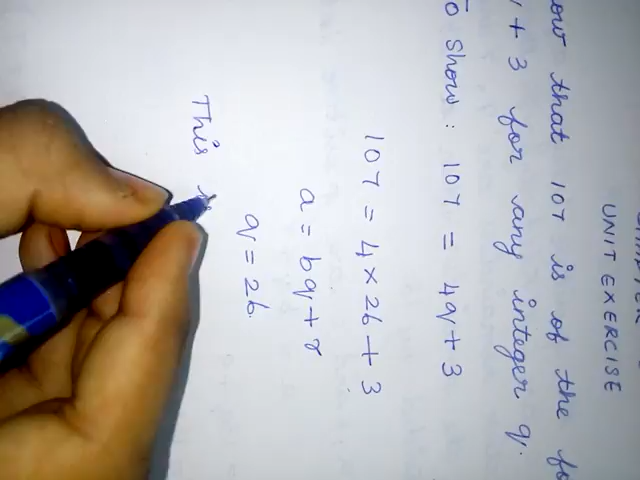 UNIT EXERCISE
that 107 is of the
+ 3 for any integer q.
show : 107 = 4q + 3
107 = 4 × 26 + 3
a = bq + r
q = 26.
This